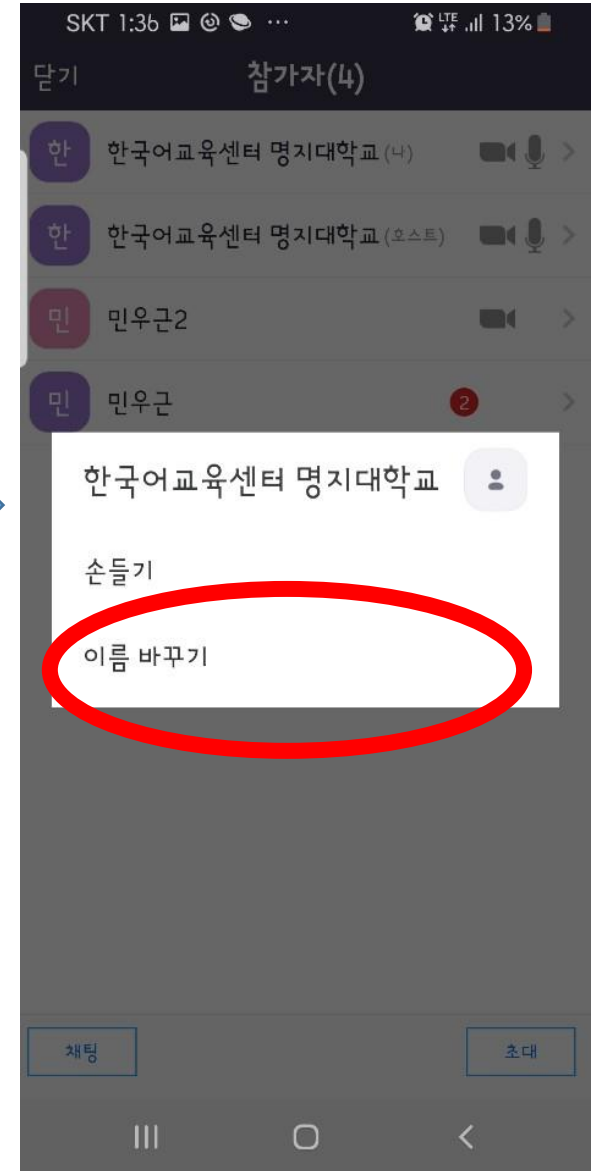 SKT 1:36 ··· LTE 13%
닫기 참가자(4)
한 한국어교육센터 명지대학교 (나)
한 한국어교육센터 명지대학교 (호스트)
민 민우근2
민 민우근 2
한국어교육센터 명지대학교
손들기
이름 바꾸기
채팅 초대